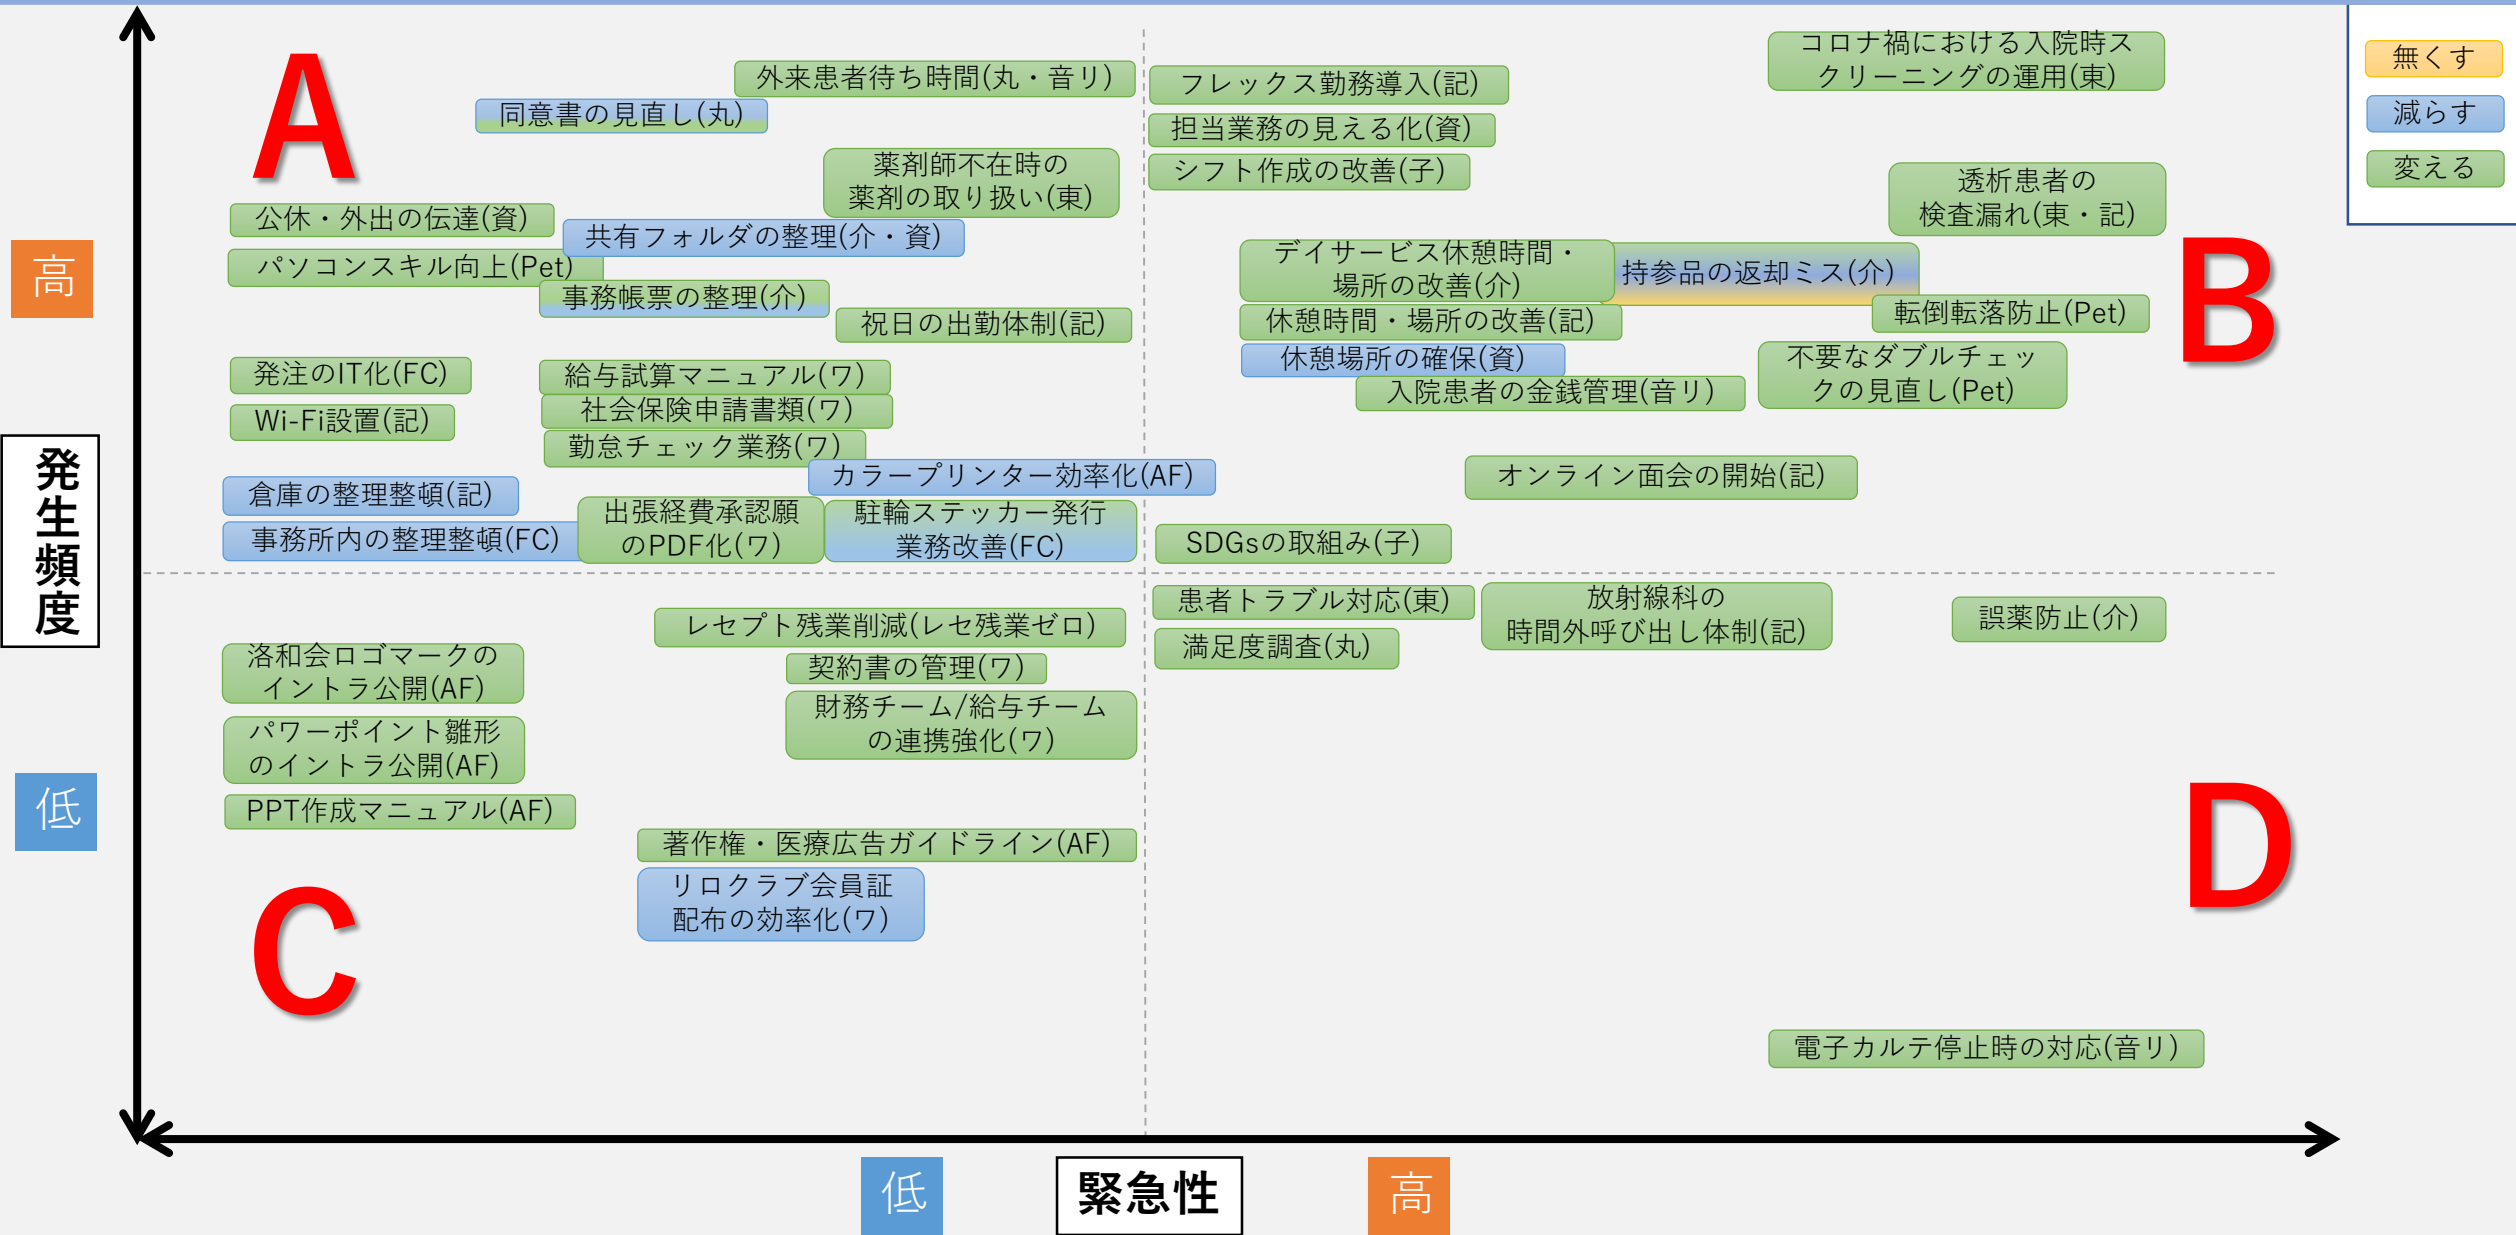 無くす
減らす
変える
A
外来患者待ち時間(丸・音リ)
同意書の見直し(丸)
薬剤師不在時の
薬剤の取り扱い(東)
公休・外出の伝達(資)
共有フォルダの整理(介・資)
パソコンスキル向上(Pet)
事務帳票の整理(介)
祝日の出勤体制(記)
発注のIT化(FC)
給与試算マニュアル(ワ)
Wi-Fi設置(記)
社会保険申請書類(ワ)
勤怠チェック業務(ワ)
カラープリンター効率化(AF)
倉庫の整理整頓(記)
事務所内の整理整頓(FC)
出張経費承認願
のPDF化(ワ)
駐輪ステッカー発行
業務改善(FC)
B
コロナ禍における入院時ス
クリーニングの運用(東)
フレックス勤務導入(記)
担当業務の見える化(資)
シフト作成の改善(子)
透析患者の
検査漏れ(東・記)
デイサービス休憩時間・
場所の改善(介)
持参品の返却ミス(介)
転倒転落防止(Pet)
休憩時間・場所の改善(記)
休憩場所の確保(資)
不要なダブルチェッ
クの見直し(Pet)
入院患者の金銭管理(音リ)
オンライン面会の開始(記)
SDGsの取組み(子)
高
発生頻度
低
C
レセプト残業削減(レセ残業ゼロ)
洛和会ロゴマークの
イントラ公開(AF)
契約書の管理(ワ)
財務チーム/給与チーム
の連携強化(ワ)
パワーポイント雛形
のイントラ公開(AF)
PPT作成マニュアル(AF)
著作権・医療広告ガイドライン(AF)
リロクラブ会員証
配布の効率化(ワ)
D
患者トラブル対応(東)
放射線科の
時間外呼び出し体制(記)
誤薬防止(介)
満足度調査(丸)
電子カルテ停止時の対応(音リ)
低
緊急性
高